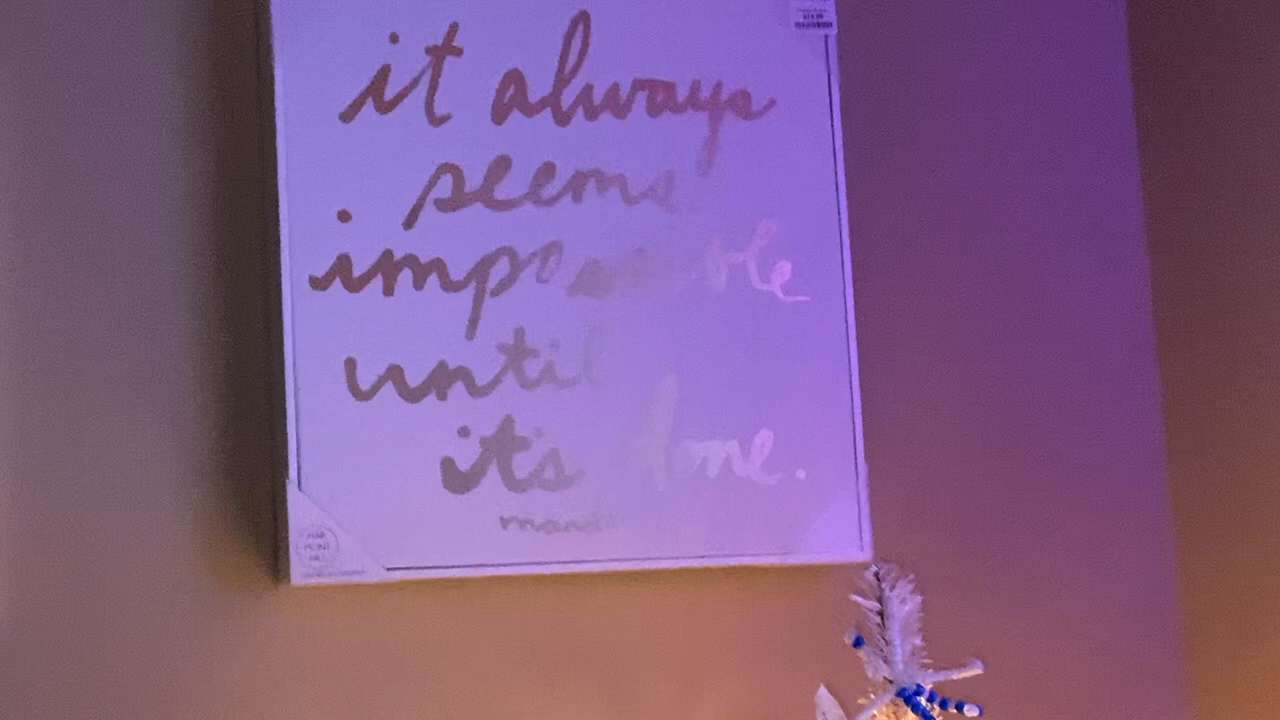 it always
seems
impossible
until
it's done.